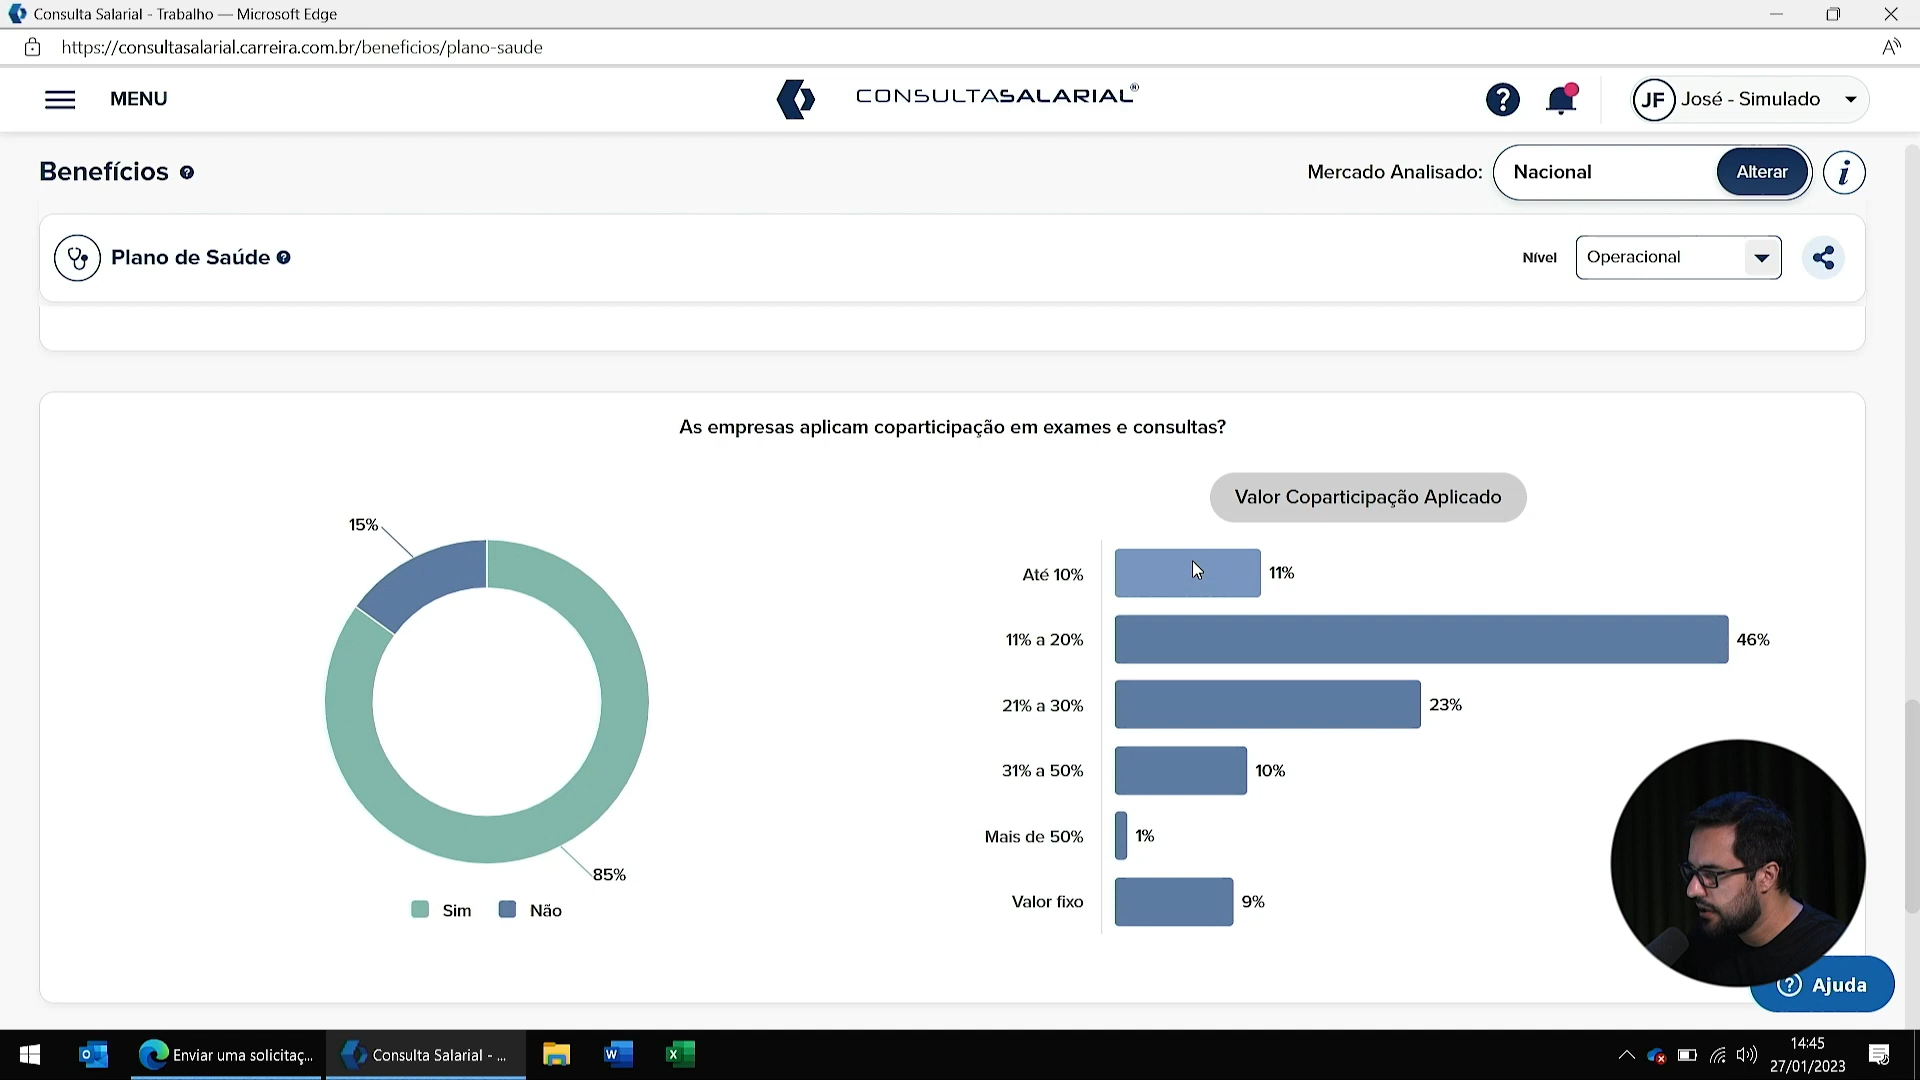 Consulta Salarial - Trabalho — Microsoft Edge
https://consultasalarial.carreira.com.br/beneficios/plano-saude
MENU
CONSULTASALARIAL®
JF José - Simulado
Benefícios
Mercado Analisado: Nacional Alterar
Plano de Saúde
Nível Operacional
As empresas aplicam coparticipação em exames e consultas?
Valor Coparticipação Aplicado
15%
85%
Sim Não
Até 10% 11%
11% a 20% 46%
21% a 30% 23%
31% a 50% 10%
Mais de 50% 1%
Valor fixo 9%
Ajuda
Enviar uma solicitaç...
Consulta Salarial - ...
14:45
27/01/2023